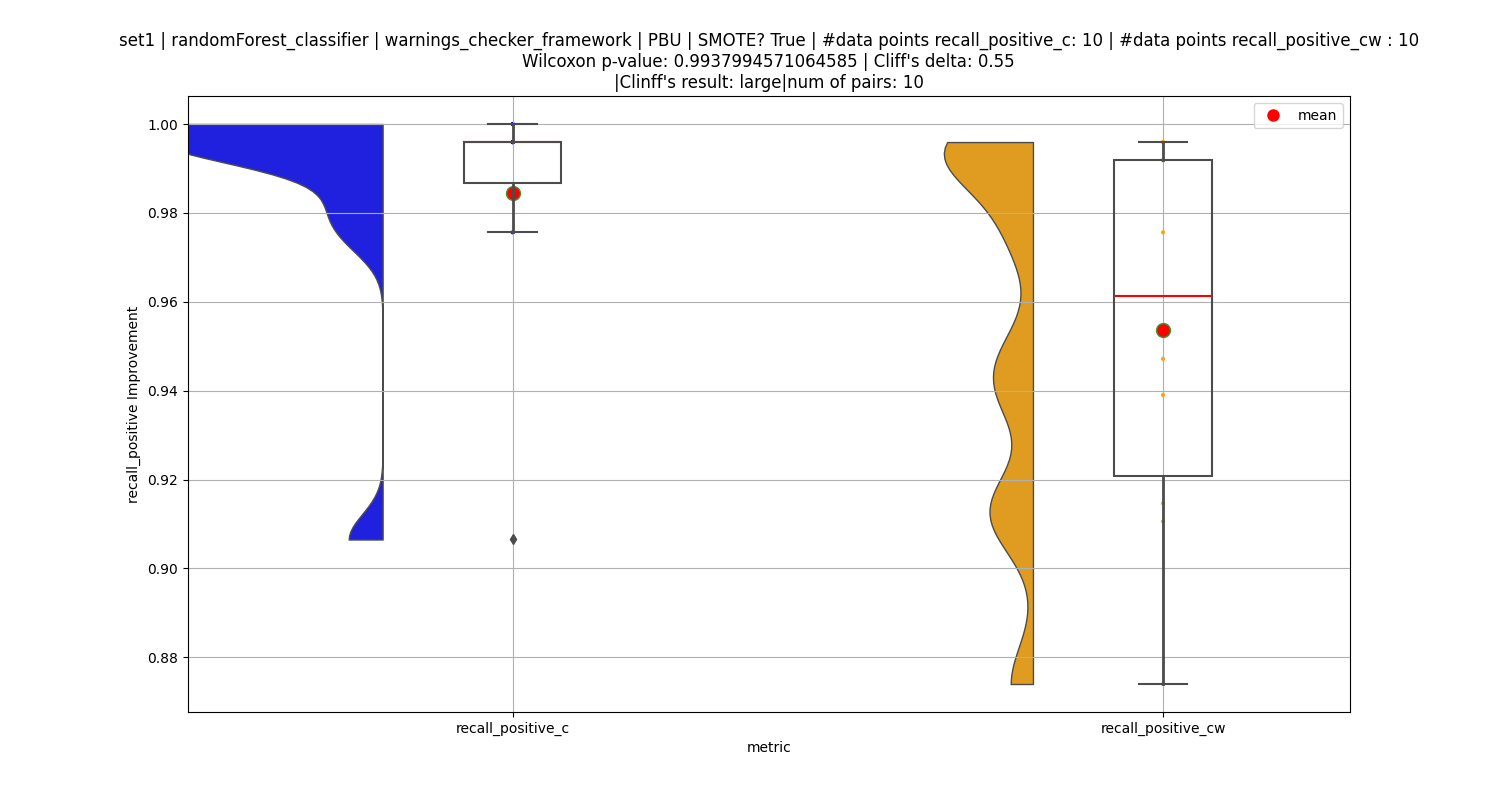 set1 | randomForest_classifier | warnings_checker_framework | PBU | SMOTE? True | #data points recall_positive_c: 10 | #data points recall_positive_cw : 10
Wilcoxon p-value: 0.9937994571064585 | Cliff's delta: 0.55
|Clinff's result: large|num of pairs: 10
mean
1.00
0.98
0.96
0.94
0.92
0.90
0.88
recall_positive Improvement
recall_positive_c
recall_positive_cw
metric